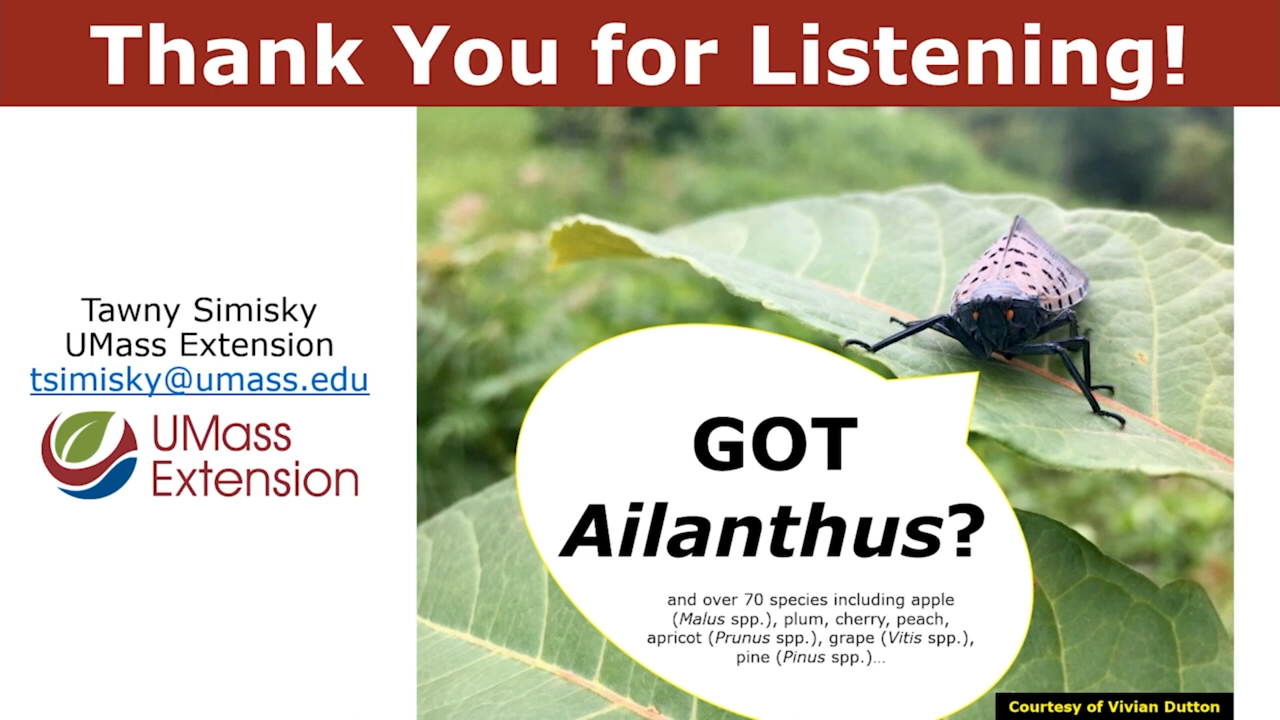 Thank You for Listening!
Tawny Simisky
UMass Extension
tsimisky@umass.edu
UMass
Extension
GOT
Ailanthus?
and over 70 species including apple
(Malus spp.), plum, cherry, peach,
apricot (Prunus spp.), grape (Vitis spp.),
pine (Pinus spp.)...
Courtesy of Vivian Dutton